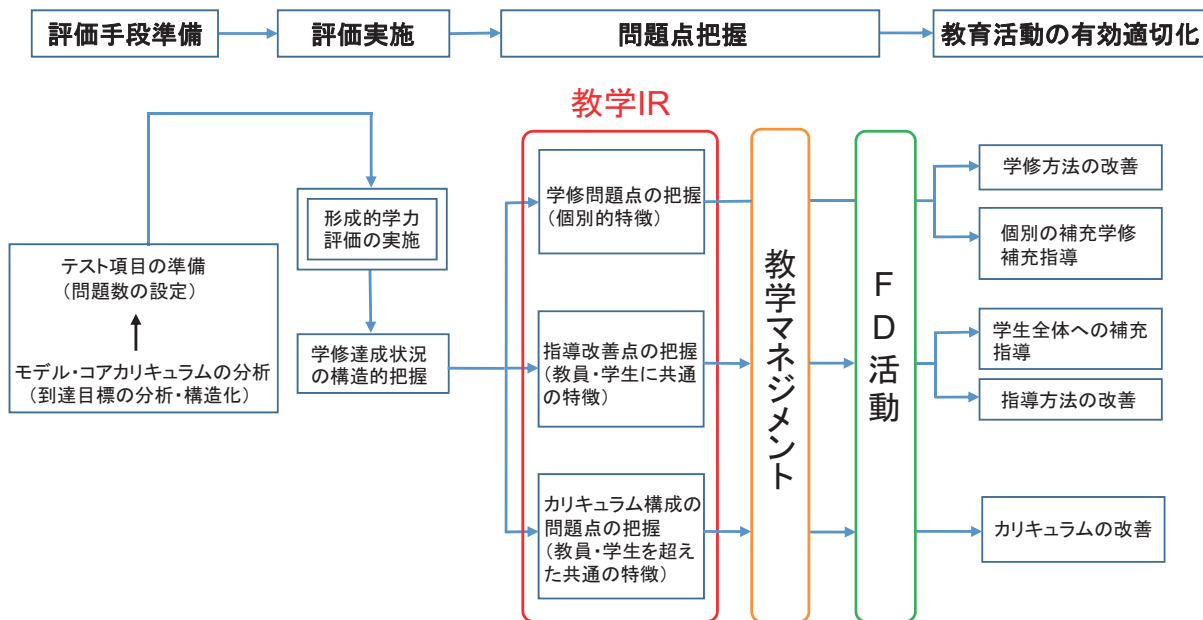 評価手段準備
評価実施
問題点把握
教育活動の有効適切化
教学IR
テスト項目の準備
(問題数の設定)
モデル・コアカリキュラムの分析
(到達目標の分析・構造化)
形成的学力
評価の実施
学修達成状況
の構造的把握
学修問題点の把握
(個別的特徴)
指導改善点の把握
(教員・学生に共通
の特徴)
カリキュラム構成の
問題点の把握
(教員・学生を超え
た共通の特徴)
教学マネジメント
FD活動
学修方法の改善
個別の補充学修
補充指導
学生全体への補充
指導
指導方法の改善
カリキュラムの改善